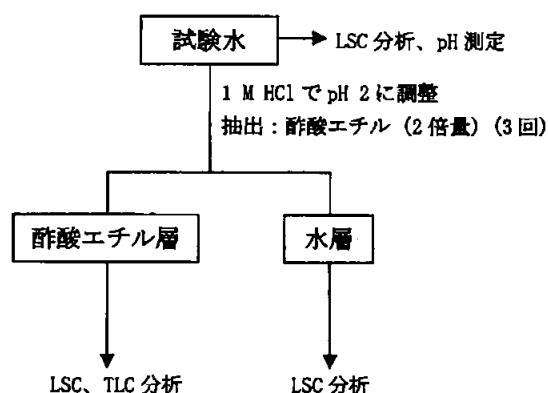 試験水
LSC 分析、pH 測定
1 M HCl で pH 2 に調整
抽出：酢酸エチル (2 倍量) (3 回)
酢酸エチル層
水層
LSC、TLC 分析
LSC 分析